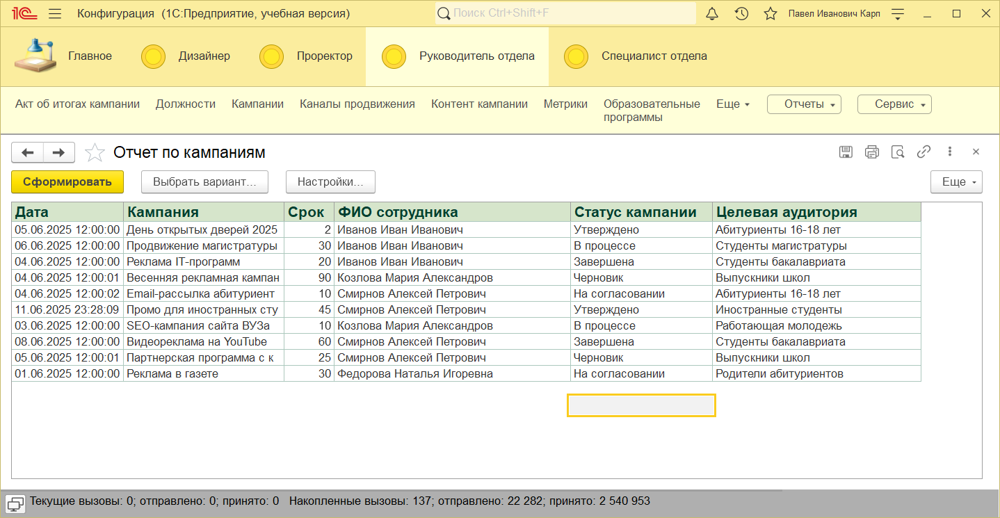 1С Конфигурация (1С:Предприятие, учебная версия) Поиск Ctrl+Shift+F Павел Иванович Карп
Главное Дизайнер Проректор Руководитель отдела Специалист отдела
Акт об итогах кампании Должности Кампании Каналы продвижения Контент кампании Метрики Образовательные программы Еще Отчеты Сервис
Отчет по кампаниям
Сформировать Выбрать вариант... Настройки... Еще
Дата Кампания Срок ФИО сотрудника Статус кампании Целевая аудитория
05.06.2025 12:00:00 День открытых дверей 2025 2 Иванов Иван Иванович Утверждено Абитуриенты 16-18 лет
06.06.2025 12:00:00 Продвижение магистратуры 30 Иванов Иван Иванович В процессе Студенты магистратуры
04.06.2025 12:00:00 Реклама IT-программ 20 Иванов Иван Иванович Завершена Студенты бакалавриата
04.06.2025 12:00:01 Весенняя рекламная кампан 90 Козлова Мария Александров Черновик Выпускники школ
04.06.2025 12:00:02 Email-рассылка абитуриент 10 Смирнов Алексей Петрович На согласовании Абитуриенты 16-18 лет
11.06.2025 23:28:09 Промо для иностранных сту 45 Смирнов Алексей Петрович Утверждено Иностранные студенты
03.06.2025 12:00:00 SEO-кампания сайта ВУЗа 10 Козлова Мария Александров В процессе Работающая молодежь
08.06.2025 12:00:00 Видеореклама на YouTube 60 Смирнов Алексей Петрович Завершена Студенты бакалавриата
05.06.2025 12:00:01 Партнерская программа с к 25 Смирнов Алексей Петрович Черновик Выпускники школ
01.06.2025 12:00:00 Реклама в газете 30 Федорова Наталья Игоревна На согласовании Родители абитуриентов
Текущие вызовы: 0; отправлено: 0; принято: 0 Накопленные вызовы: 137; отправлено: 22 282; принято: 2 540 953